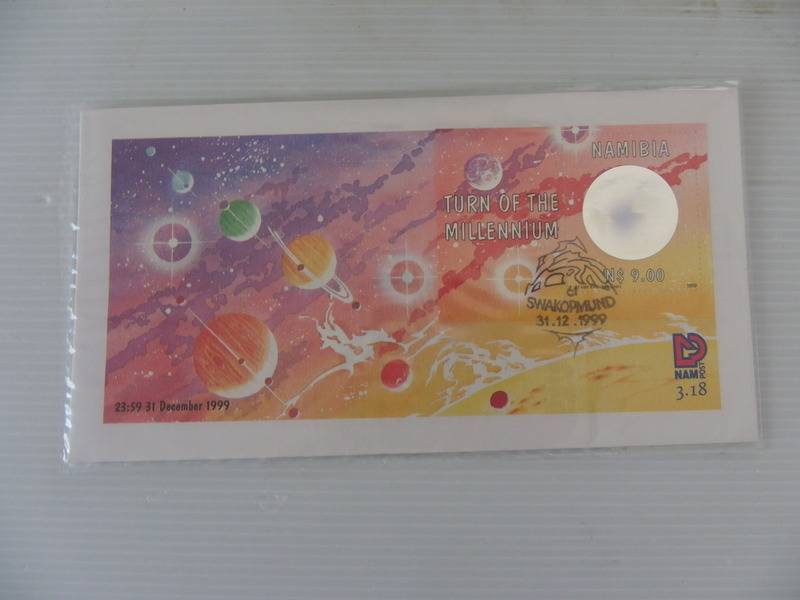 NAMIBIA
TURN OF THE
MILLENNIUM
N$ 9.00
SWAKOPMUND
31.12.1999
23:59 31 December 1999
NAM
POST
3.18